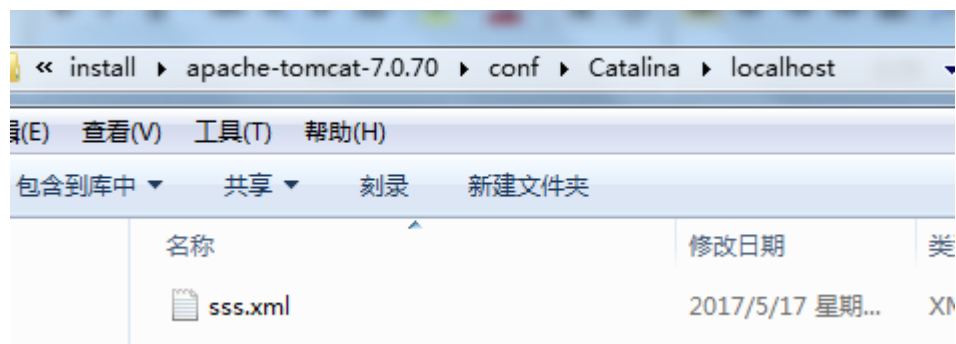 « install ▸ apache-tomcat-7.0.70 ▸ conf ▸ Catalina ▸ localhost
(E) 查看(V) 工具(T) 帮助(H)
包含到库中 共享 刻录 新建文件夹
名称 修改日期
sss.xml 2017/5/17 星期...